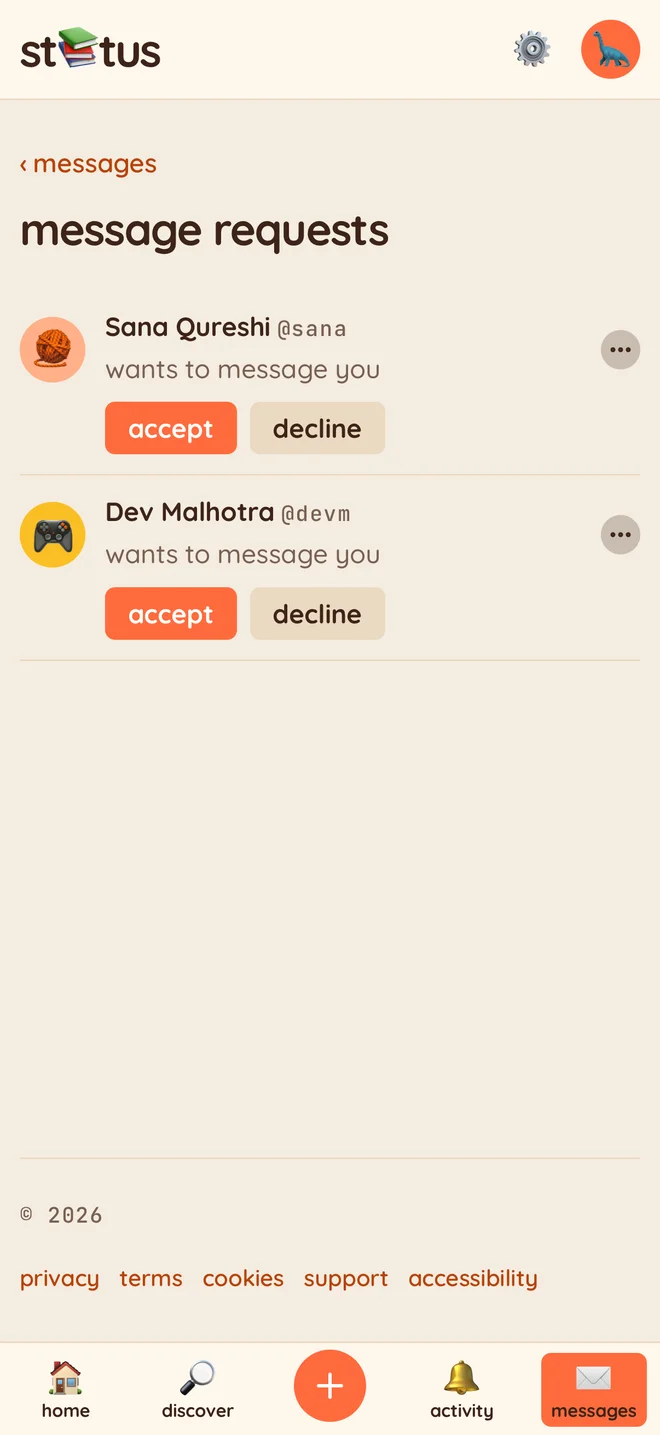 st📚tus
‹ messages
message requests
Sana Qureshi @sana
wants to message you
accept decline
Dev Malhotra @devm
wants to message you
accept decline
© 2026
privacy terms cookies support accessibility
home discover activity messages